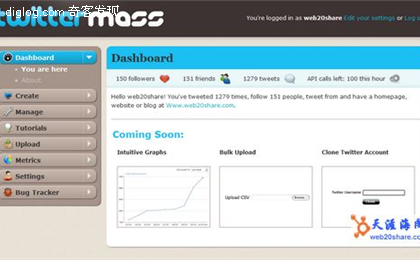 diglog.com 奇客发现
twittermass
You're logged in as web20share Edit your settings or Log
Dashboard
You are here
About
Create
Manage
Tutorials
Upload
Metrics
Settings
Bug Tracker
Dashboard
150 followers
151 friends
1279 tweets
API calls left: 100 this hour
Hello web20share! You've tweeted 1279 times, follow 151 people, tweet from and have a homepage,
website or blog at Www.web20share.com.
Coming Soon:
Intuitive Graphs
Bulk Upload
Clone Twitter Account
Upload CSV
Twitter Username
天涯海阁
web20share.com